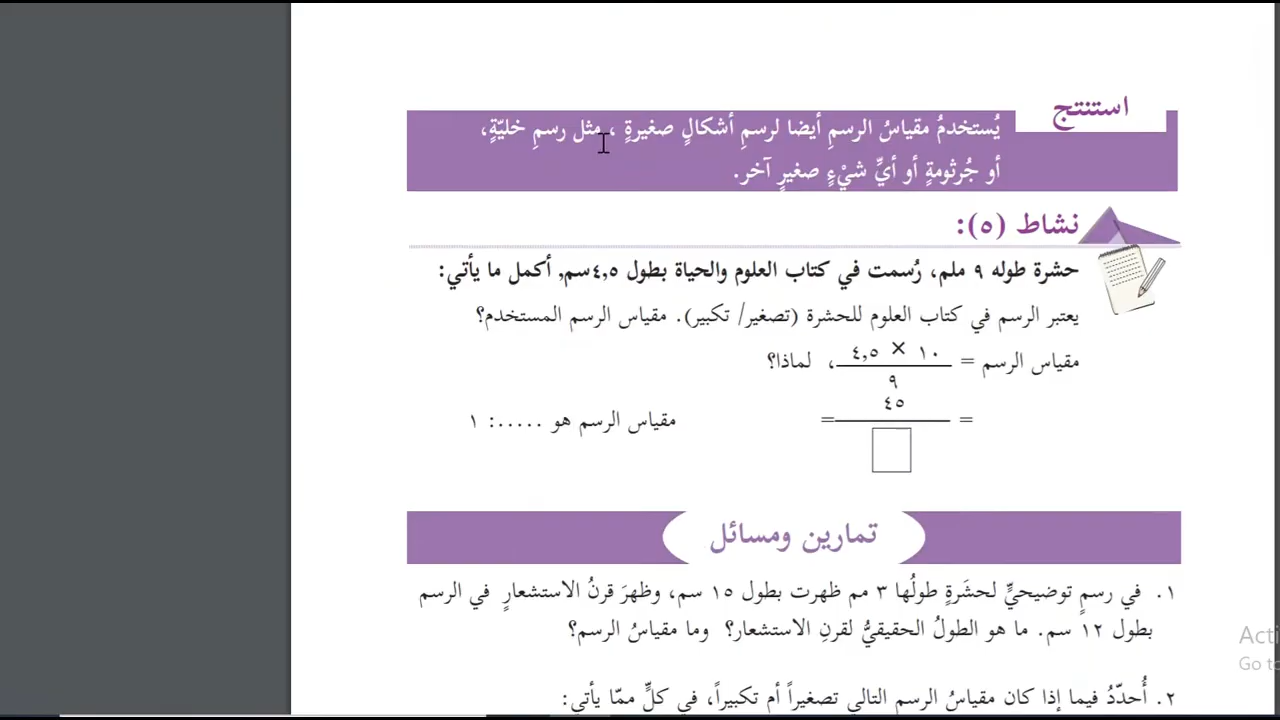 استنتج
يُستخدمُ مقياسُ الرسمِ أيضا لرسمِ أشكالٍ صغيرةٍ ، مثل رسمِ خليّةٍ،
أو جُرثومةٍ أو أيِّ شيْءٍ صغيرٍ آخر.
نشاط (٥):
حشرة طوله ٩ ملم، رُسمت في كتاب العلوم والحياة بطول ٤,٥سم, أكمل ما يأتي:
يعتبر الرسم في كتاب العلوم للحشرة (تصغير/ تكبير). مقياس الرسم المستخدم؟
مقياس الرسم = ١٠ × ٤,٥ ، لماذا؟
٩
٤٥
= =
مقياس الرسم هو .....: ١
تمارين ومسائل
١. في رسمٍ توضيحيٍّ لحشَرةٍ طولُها ٣ مم ظهرت بطول ١٥ سم، وظهرَ قرنُ الاستشعارٍ في الرسم
بطول ١٢ سم. ما هو الطولُ الحقيقيُّ لقرنِ الاستشعار؟ وما مقياسُ الرسم؟
٢. أُحدّدُ فيما إذا كان مقياسُ الرسم التالي تصغيراً أم تكبيراً، في كلٍّ ممّا يأتي:
Acti
Go to